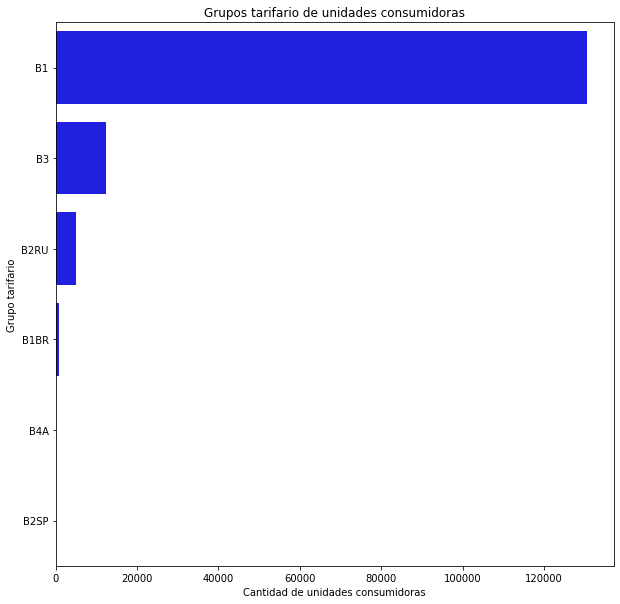 Grupos tarifario de unidades consumidoras
Grupo tarifario
B1
B3
B2RU
B1BR
B4A
B2SP
0 20000 40000 60000 80000 100000 120000
Cantidad de unidades consumidoras